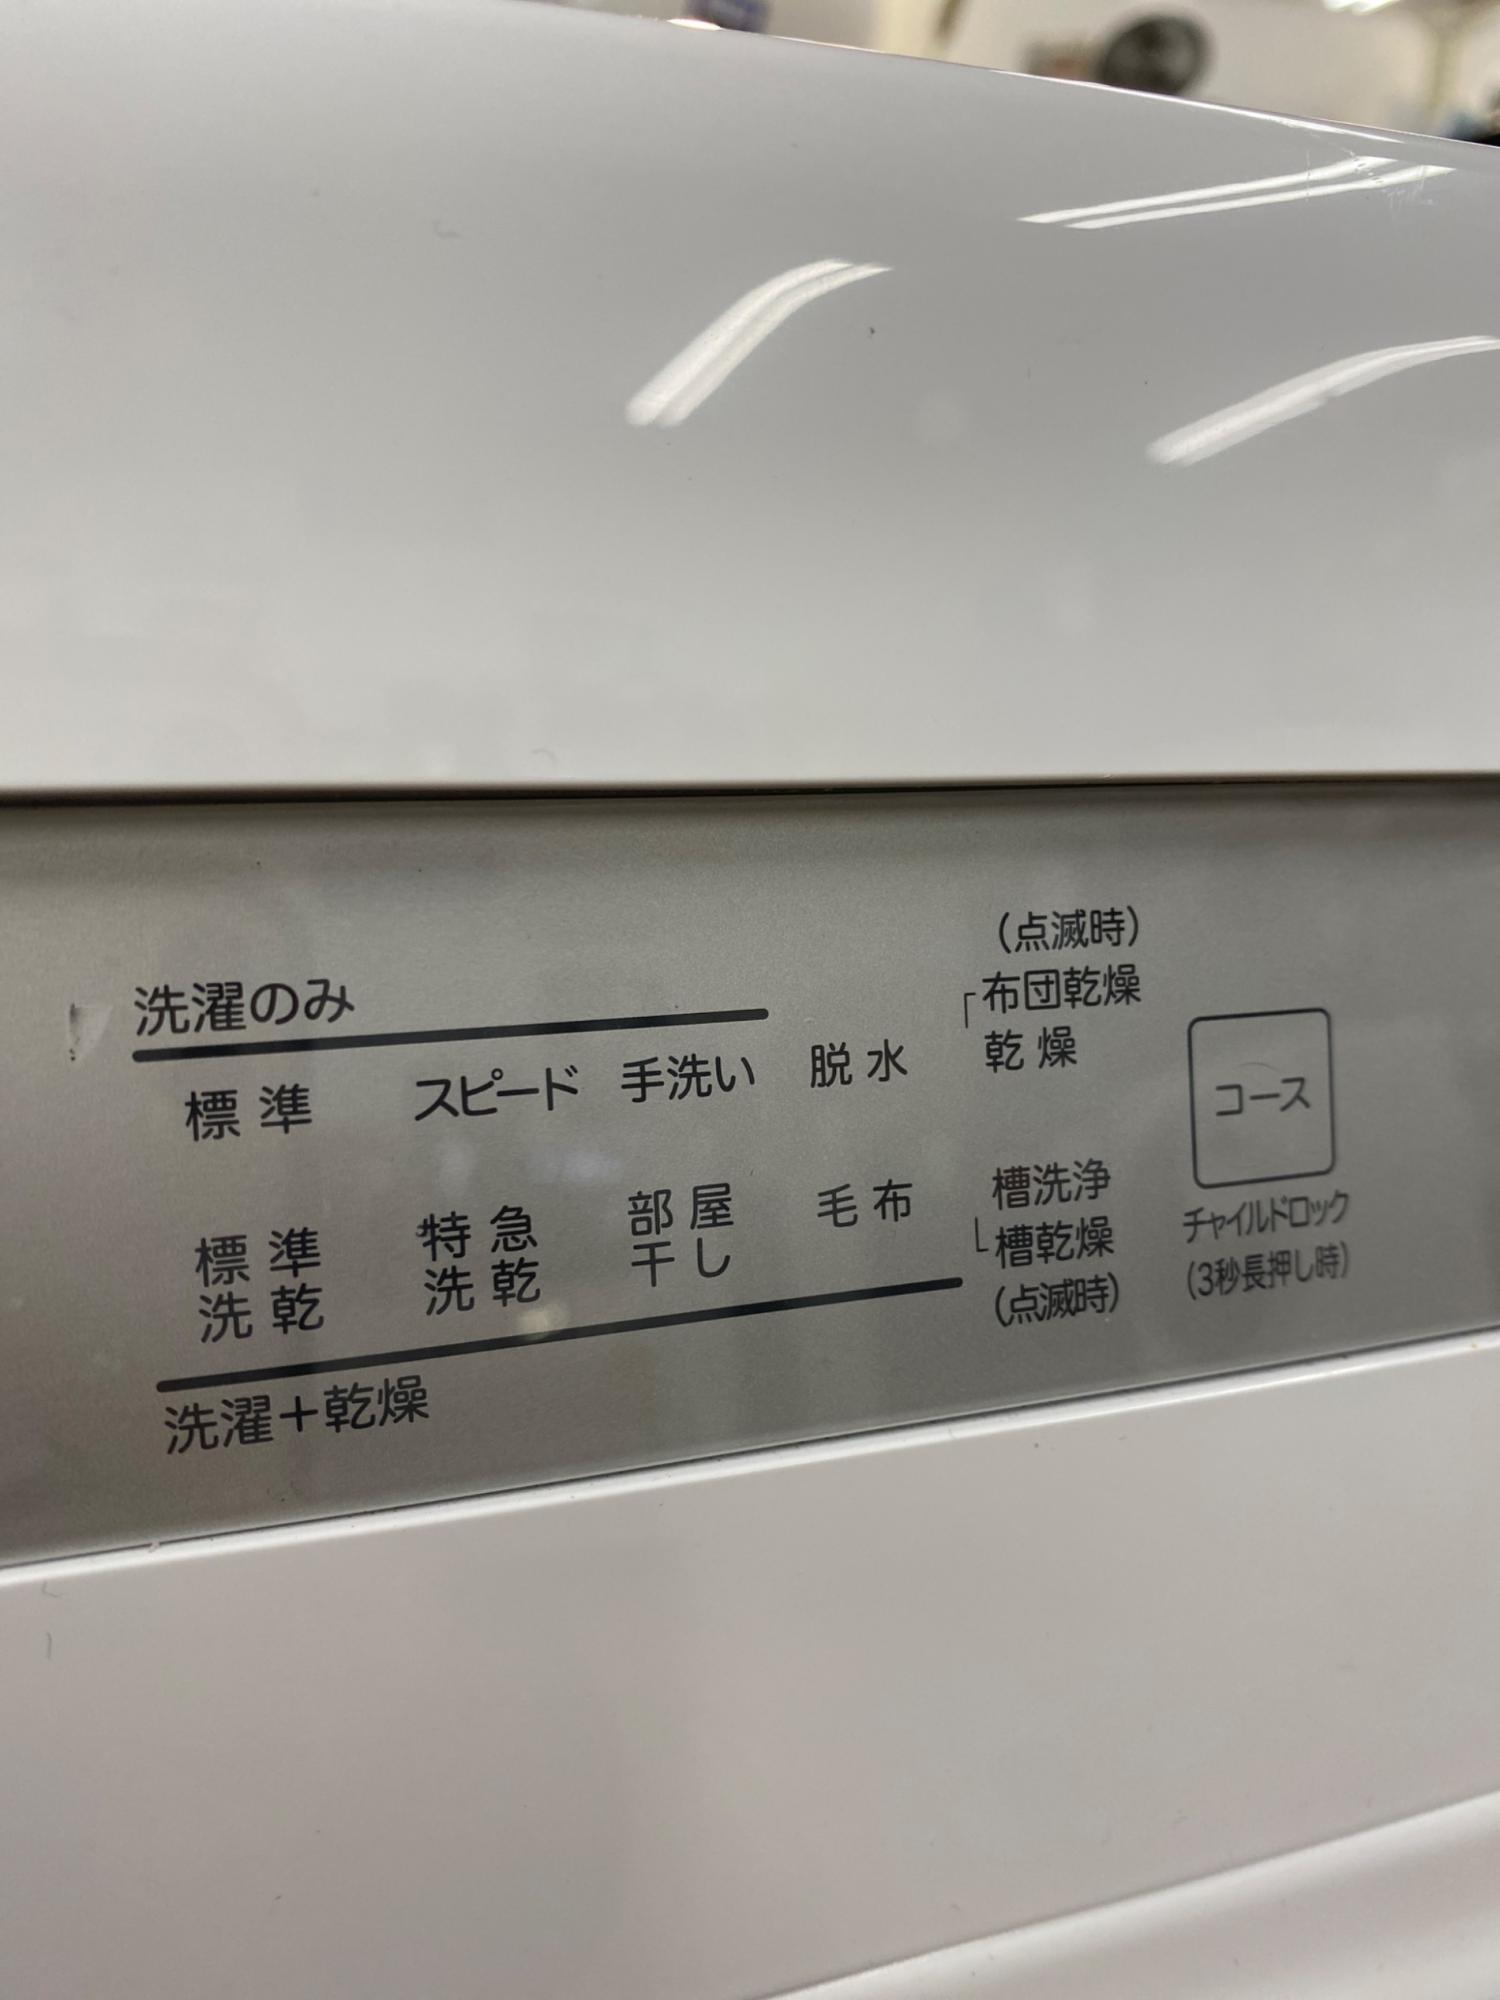 洗濯のみ
標準 スピード 手洗い 脱水
(点滅時)
布団乾燥
乾燥
コース
チャイルドロック
(3秒長押し時)
標準
洗乾
特急
洗乾
部屋
干し
毛布
槽洗浄
槽乾燥
(点滅時)
洗濯+乾燥